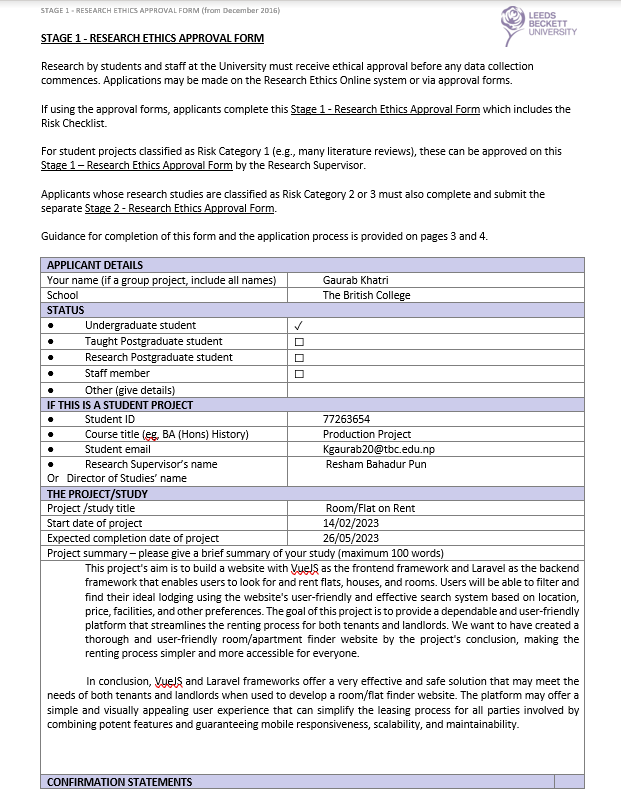 STAGE 1 - RESEARCH ETHICS APPROVAL FORM (from December 2016)
LEEDS
BECKETT
UNIVERSITY
STAGE 1 - RESEARCH ETHICS APPROVAL FORM
Research by students and staff at the University must receive ethical approval before any data collection
commences. Applications may be made on the Research Ethics Online system or via approval forms.
If using the approval forms, applicants complete this Stage 1 - Research Ethics Approval Form which includes the
Risk Checklist.
For student projects classified as Risk Category 1 (e.g., many literature reviews), these can be approved on this
Stage 1 – Research Ethics Approval Form by the Research Supervisor.
Applicants whose research studies are classified as Risk Category 2 or 3 must also complete and submit the
separate Stage 2 - Research Ethics Approval Form.
Guidance for completion of this form and the application process is provided on pages 3 and 4.
APPLICANT DETAILS
Your name (if a group project, include all names) Gaurab Khatri
School The British College
STATUS
● Undergraduate student ✓
● Taught Postgraduate student ☐
● Research Postgraduate student ☐
● Staff member ☐
● Other (give details)
IF THIS IS A STUDENT PROJECT
● Student ID 77263654
● Course title (eg, BA (Hons) History) Production Project
● Student email Kgaurab20@tbc.edu.np
● Research Supervisor's name Resham Bahadur Pun
Or Director of Studies' name
THE PROJECT/STUDY
Project /study title Room/Flat on Rent
Start date of project 14/02/2023
Expected completion date of project 26/05/2023
Project summary – please give a brief summary of your study (maximum 100 words)
This project's aim is to build a website with VueJS as the frontend framework and Laravel as the backend
framework that enables users to look for and rent flats, houses, and rooms. Users will be able to filter and
find their ideal lodging using the website's user-friendly and effective search system based on location,
price, facilities, and other preferences. The goal of this project is to provide a dependable and user-friendly
platform that streamlines the renting process for both tenants and landlords. We want to have created a
thorough and user-friendly room/apartment finder website by the project's conclusion, making the
renting process simpler and more accessible for everyone.
In conclusion, VueJS and Laravel frameworks offer a very effective and safe solution that may meet the
needs of both tenants and landlords when used to develop a room/flat finder website. The platform may offer a
simple and visually appealing user experience that can simplify the leasing process for all parties involved by
combining potent features and guaranteeing mobile responsiveness, scalability, and maintainability.
CONFIRMATION STATEMENTS